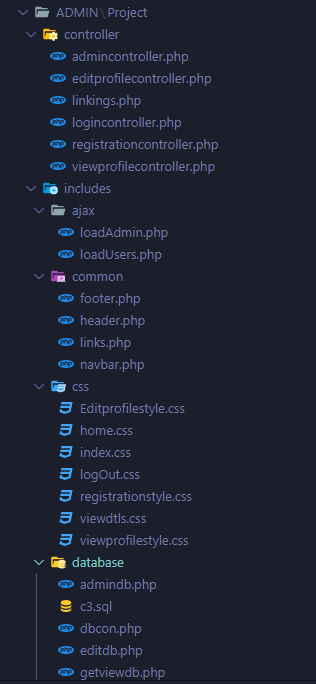 ADMIN\Project
controller
admincontroller.php
editprofilecontroller.php
linkings.php
logincontroller.php
registrationcontroller.php
viewprofilecontroller.php
includes
ajax
loadAdmin.php
loadUsers.php
common
footer.php
header.php
links.php
navbar.php
css
Editprofilestyle.css
home.css
index.css
logOut.css
registrationstyle.css
viewdtls.css
viewprofilestyle.css
database
admindb.php
c3.sql
dbcon.php
editdb.php
getviewdb.php